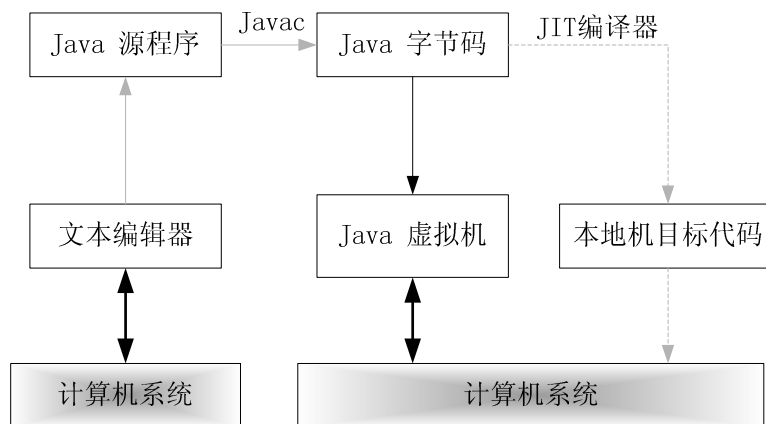 Java 源程序
Javac
Java 字节码
JIT编译器
文本编辑器
Java 虚拟机
本地机目标代码
计算机系统
计算机系统